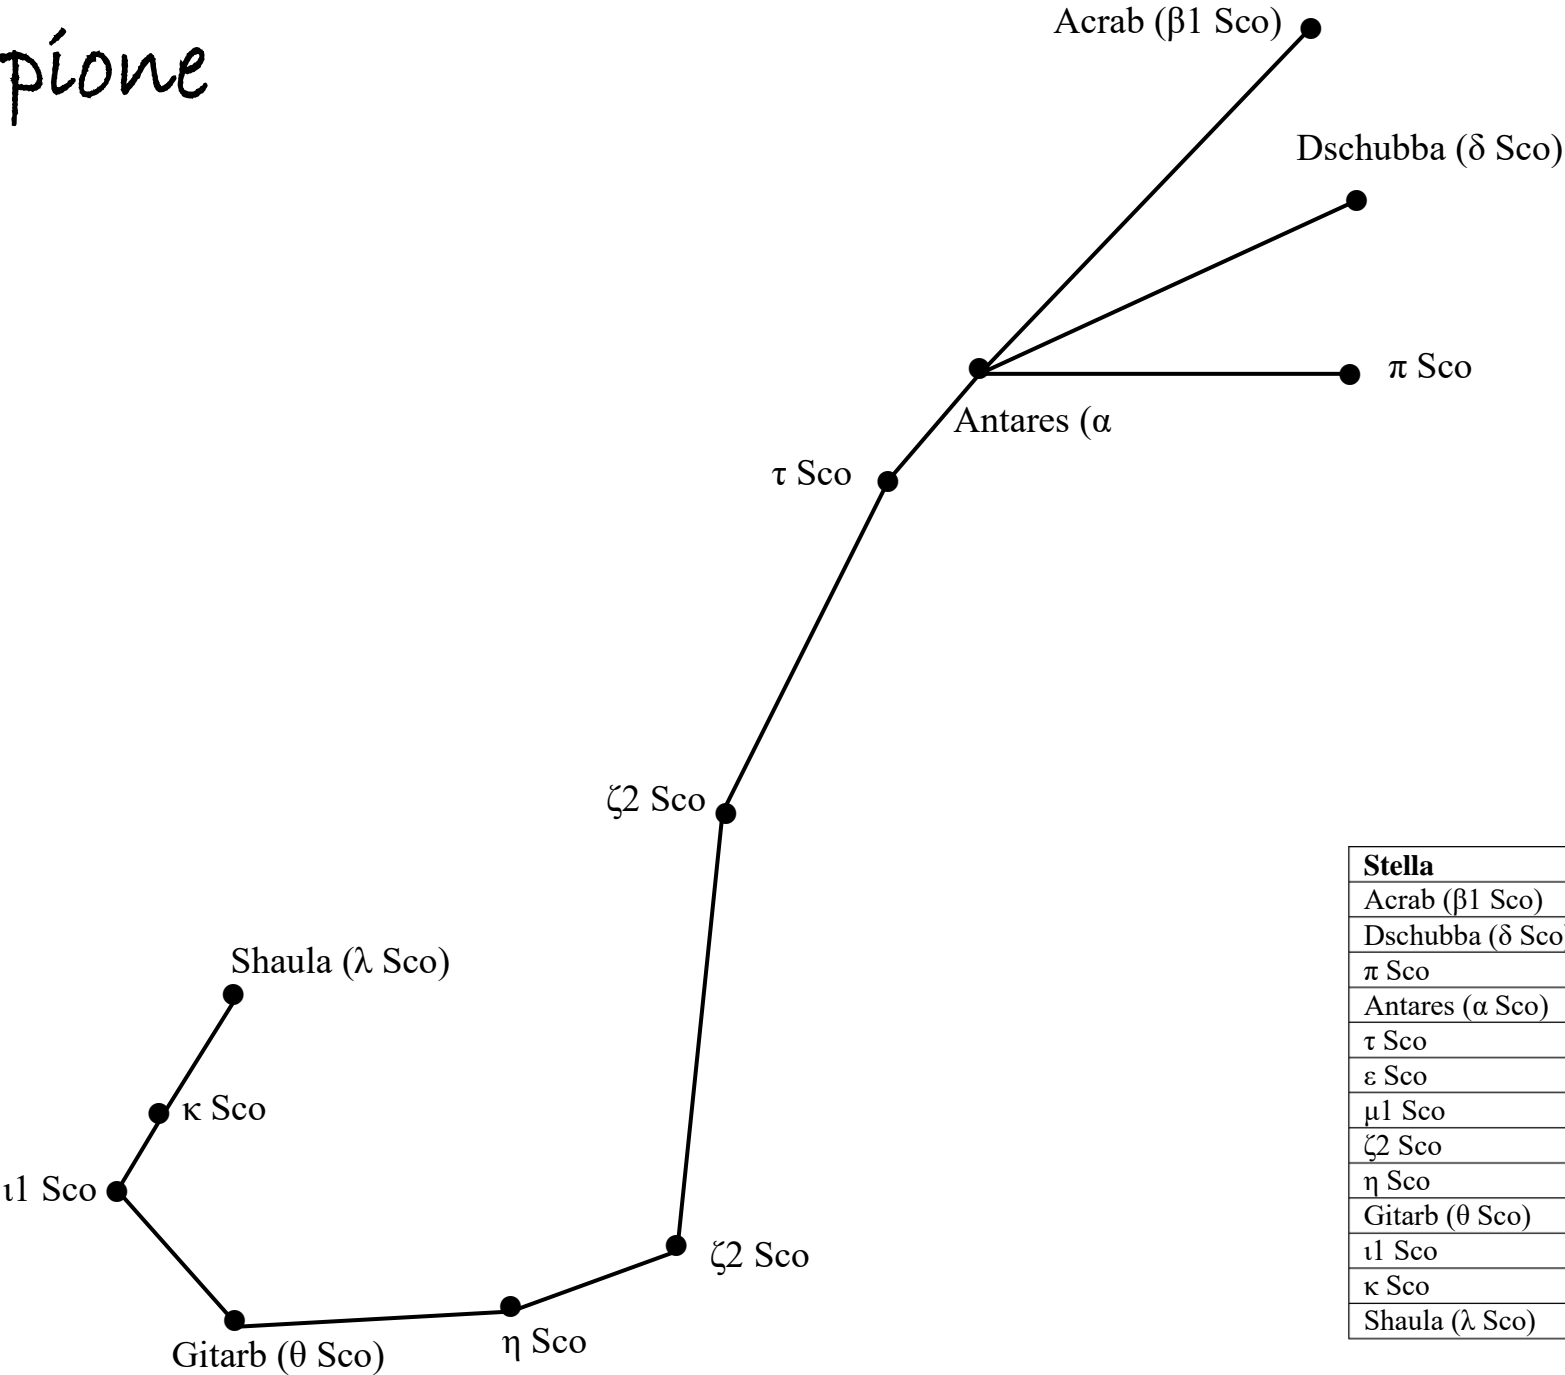 pione
Acrab (β1 Sco)
Dschubba (δ Sco)
π Sco
Antares (α
τ Sco
ζ2 Sco
Shaula (λ Sco)
κ Sco
ι1 Sco
ζ2 Sco
η Sco
Gitarb (θ Sco)
Stella
Acrab (β1 Sco)
Dschubba (δ Sco)
π Sco
Antares (α Sco)
τ Sco
ε Sco
μ1 Sco
ζ2 Sco
η Sco
Gitarb (θ Sco)
ι1 Sco
κ Sco
Shaula (λ Sco)